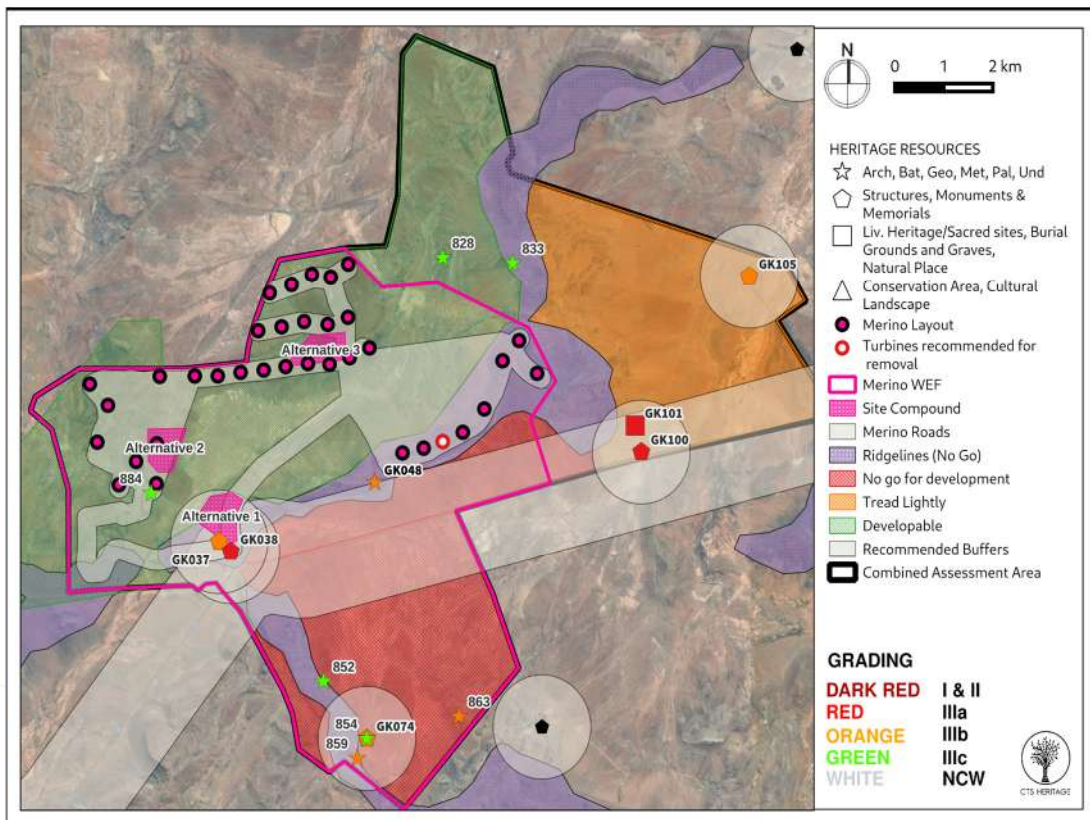 828
833
GK105
Alternative 3
GK101
GK100
Alternative 2
GK048
884
Alternative 1
GK038
GK037
852
863
854
GK074
859
N
0 1 2 km
HERITAGE RESOURCES
Arch, Bat, Geo, Met, Pal, Und
Structures, Monuments &
Memorials
Liv. Heritage/Sacred sites, Burial
Grounds and Graves,
Natural Place
Conservation Area, Cultural
Landscape
Merino Layout
Turbines recommended for
removal
Merino WEF
Site Compound
Merino Roads
Ridgelines (No Go)
No go for development
Tread Lightly
Developable
Recommended Buffers
Combined Assessment Area
GRADING
DARK RED I & II
RED IIIa
ORANGE IIIb
GREEN IIIc
WHITE NCW
CTS HERITAGE